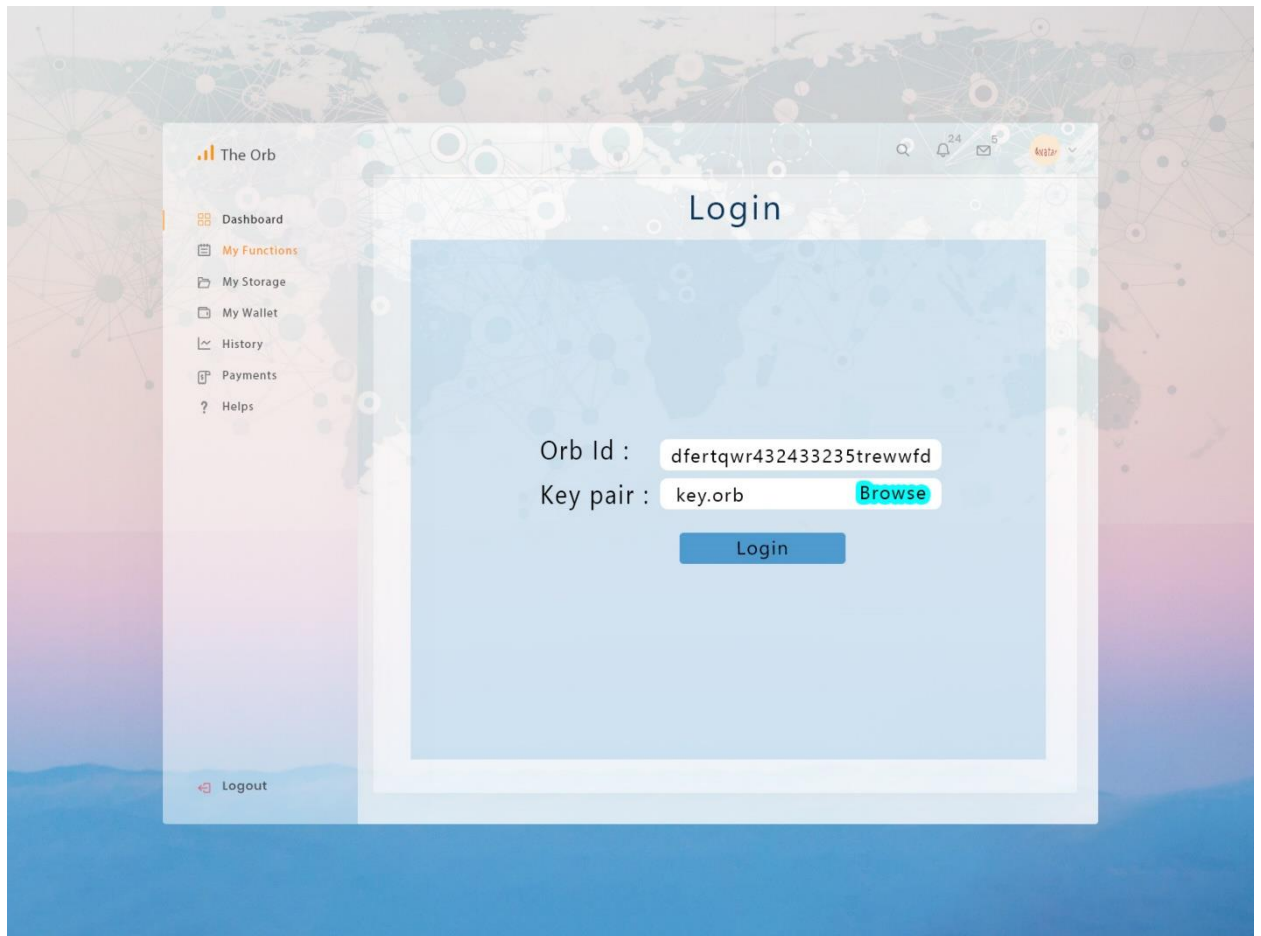 The Orb
24
5
Avatar
Login
Dashboard
My Functions
My Storage
My Wallet
History
Payments
? Helps
Orb Id : dfertqwr432433235trewwfd
Key pair : key.orb Browse
Login
Logout